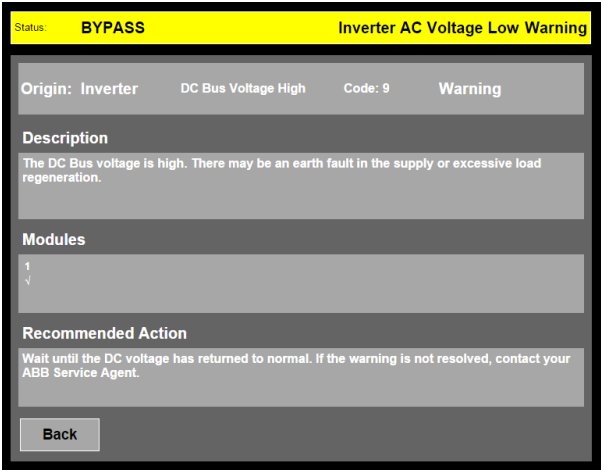 Status: BYPASS Inverter AC Voltage Low Warning
Origin: Inverter DC Bus Voltage High Code: 9 Warning
Description
The DC Bus voltage is high. There may be an earth fault in the supply or excessive load
regeneration.
Modules
1
√
Recommended Action
Wait until the DC voltage has returned to normal. If the warning is not resolved, contact your
ABB Service Agent.
Back